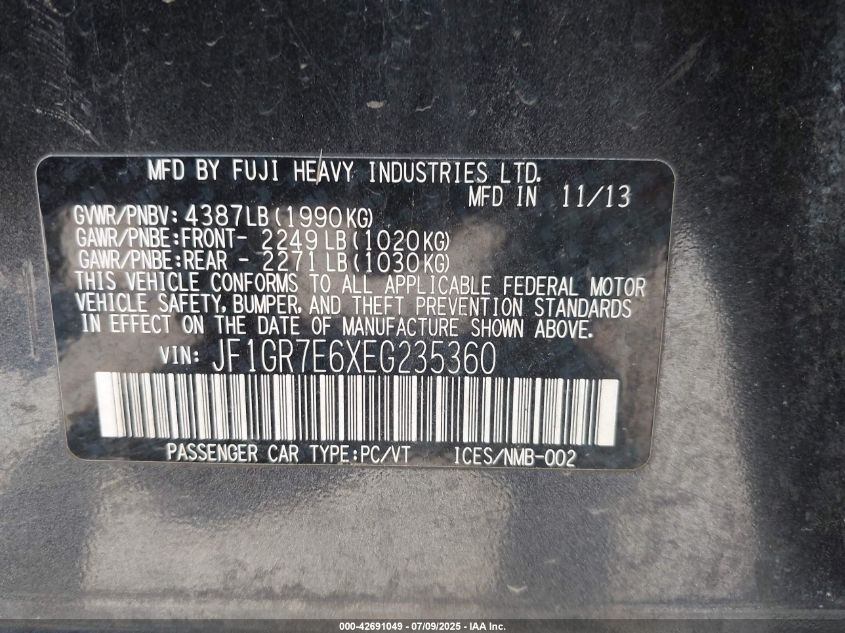 MFD BY FUJI HEAVY INDUSTRIES LTD.
MFD IN 11/13
GVWR/PNBV: 4387LB(1990KG)
GAWR/PNBE:FRONT- 2249LB(1020KG)
GAWR/PNBE:REAR - 2271LB(1030KG)
THIS VEHICLE CONFORMS TO ALL APPLICABLE FEDERAL MOTOR
VEHICLE SAFETY, BUMPER, AND THEFT PREVENTION STANDARDS
IN EFFECT ON THE DATE OF MANUFACTURE SHOWN ABOVE.
VIN: JF1GR7E6XEG235360
PASSENGER CAR TYPE:PC/VT ICES/NMB-002
000-42691049 - 07/09/2025 - IAA Inc.